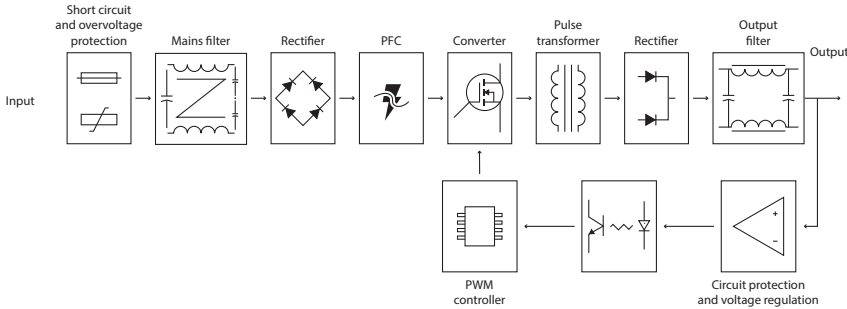 Short circuit
and overvoltage
protection
Mains filter
Rectifier
PFC
Converter
Pulse
transformer
Rectifier
Output
filter
Output
Input
PWM
controller
Circuit protection
and voltage regulation